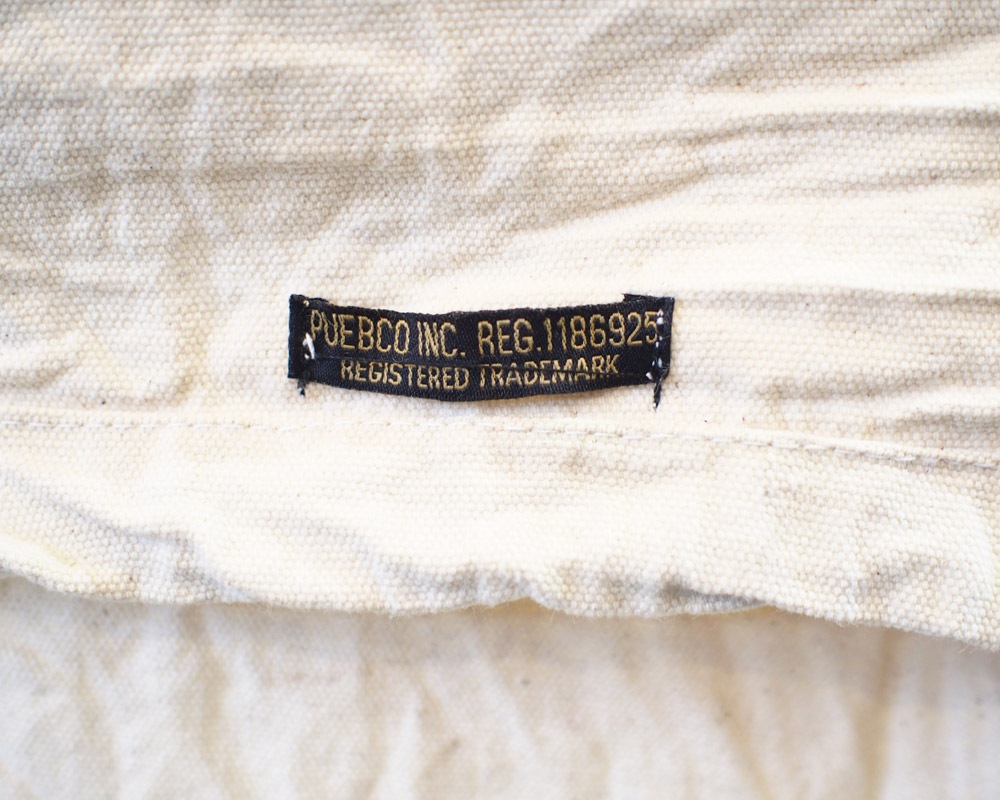 PUEBCO INC. REG.1186925
REGISTERED TRADEMARK